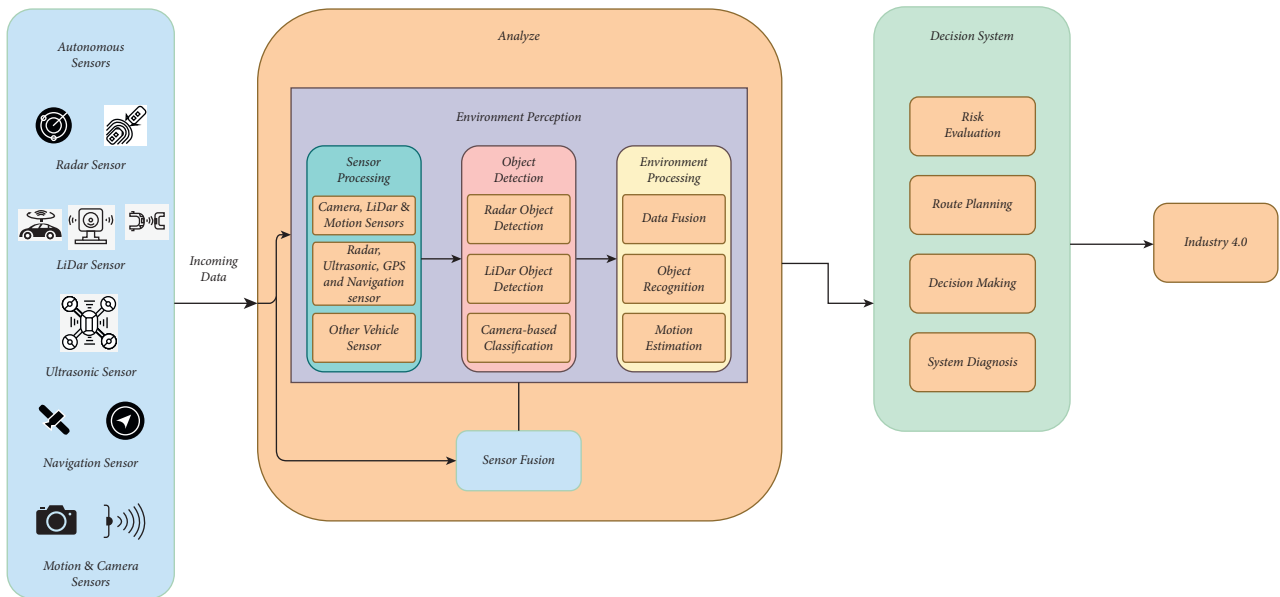 Autonomous
Sensors
Radar Sensor
LiDar Sensor
Ultrasonic Sensor
Navigation Sensor
Motion & Camera
Sensors
Incoming
Data
Analyze
Environment Perception
Sensor
Processing
Camera, LiDar &
Motion Sensors
Radar,
Ultrasonic, GPS
and Navigation
sensor
Other Vehicle
Sensor
Object
Detection
Radar Object
Detection
LiDar Object
Detection
Camera-based
Classification
Environment
Processing
Data Fusion
Object
Recognition
Motion
Estimation
Sensor Fusion
Decision System
Risk
Evaluation
Route Planning
Decision Making
System Diagnosis
Industry 4.0